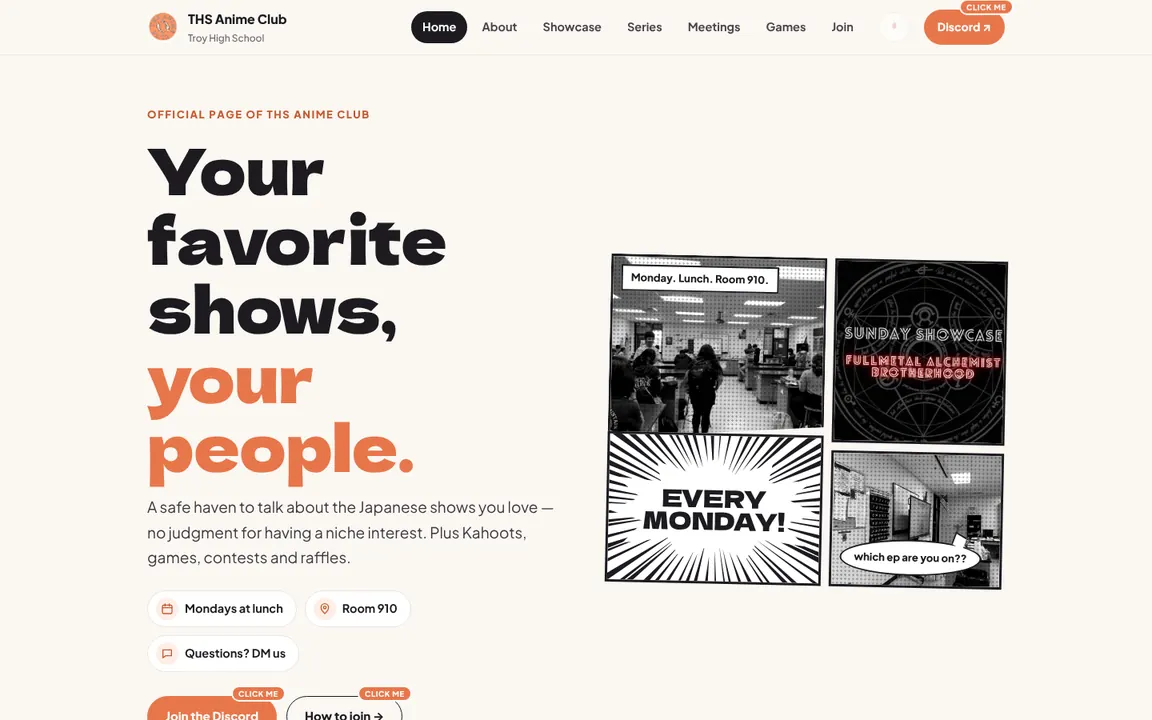 THS Anime Club
Troy High School
Home
About
Showcase
Series
Meetings
Games
Join
CLICK ME
Discord ↗
OFFICIAL PAGE OF THS ANIME CLUB
Your
favorite
shows,
your
people.
A safe haven to talk about the Japanese shows you love —
no judgment for having a niche interest. Plus Kahoots,
games, contests and raffles.
Mondays at lunch
Room 910
Questions? DM us
CLICK ME
Join the Discord
CLICK ME
How to join →
Monday. Lunch. Room 910.
SUNDAY SHOWCASE
FULLMETAL ALCHEMIST
BROTHERHOOD
EVERY
MONDAY!
which ep are you on??